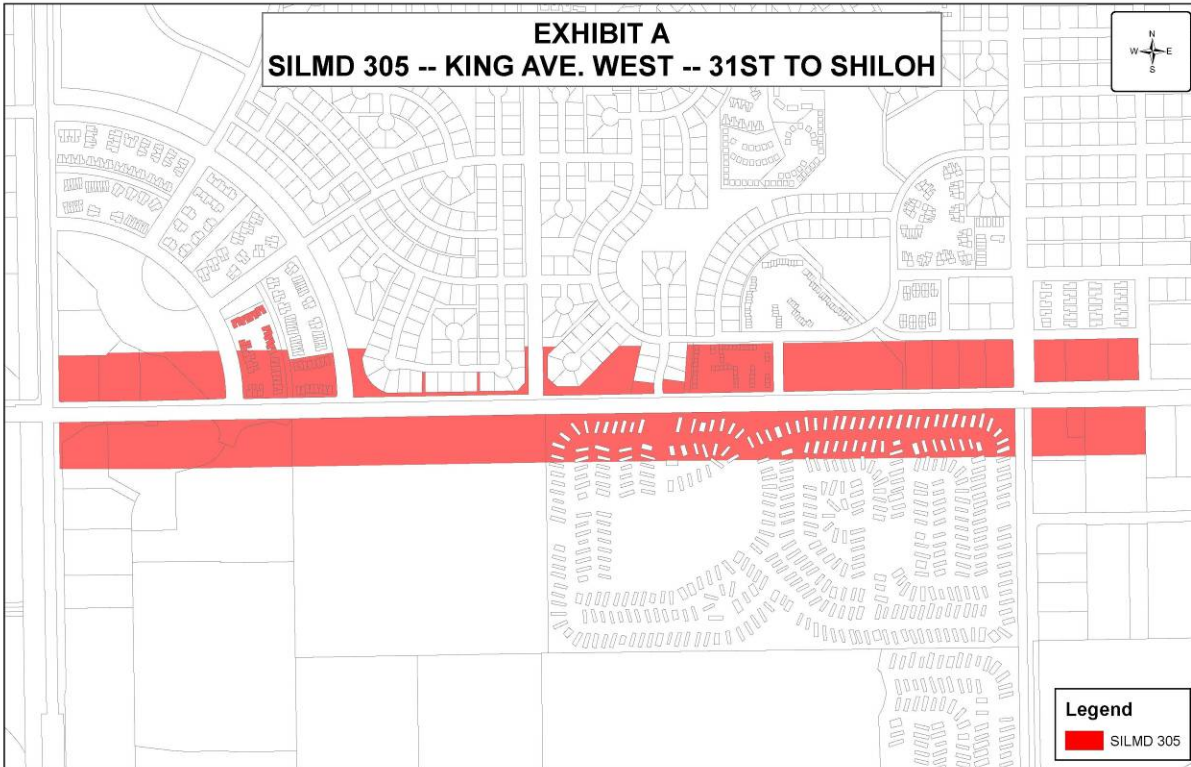 EXHIBIT A
SILMD 305 -- KING AVE. WEST -- 31ST TO SHILOH
N
W E
S
Legend
SILMD 305